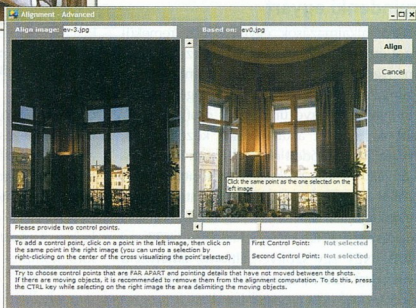 Alignment - Advanced
Align image: ev-3.jpg
Based on: ev0.jpg
Align
Cancel
Click the same point as the one selected on the
left image
Please provide two control points.
To add a control point, click on a point in the left image, then click on
the same point in the right image (you can undo a selection by
right-clicking on the center of the cross visualizing the point selected).
First Control Point: Not selected
Second Control Point: Not selected
Try to choose control points that are FAR APART and pointing details that have not moved between the shots.
If there are moving objects, it is recommended to remove them from the alignment computation. To do this, press
the CTRL key while selecting on the right image the area delimiting the moving objects.